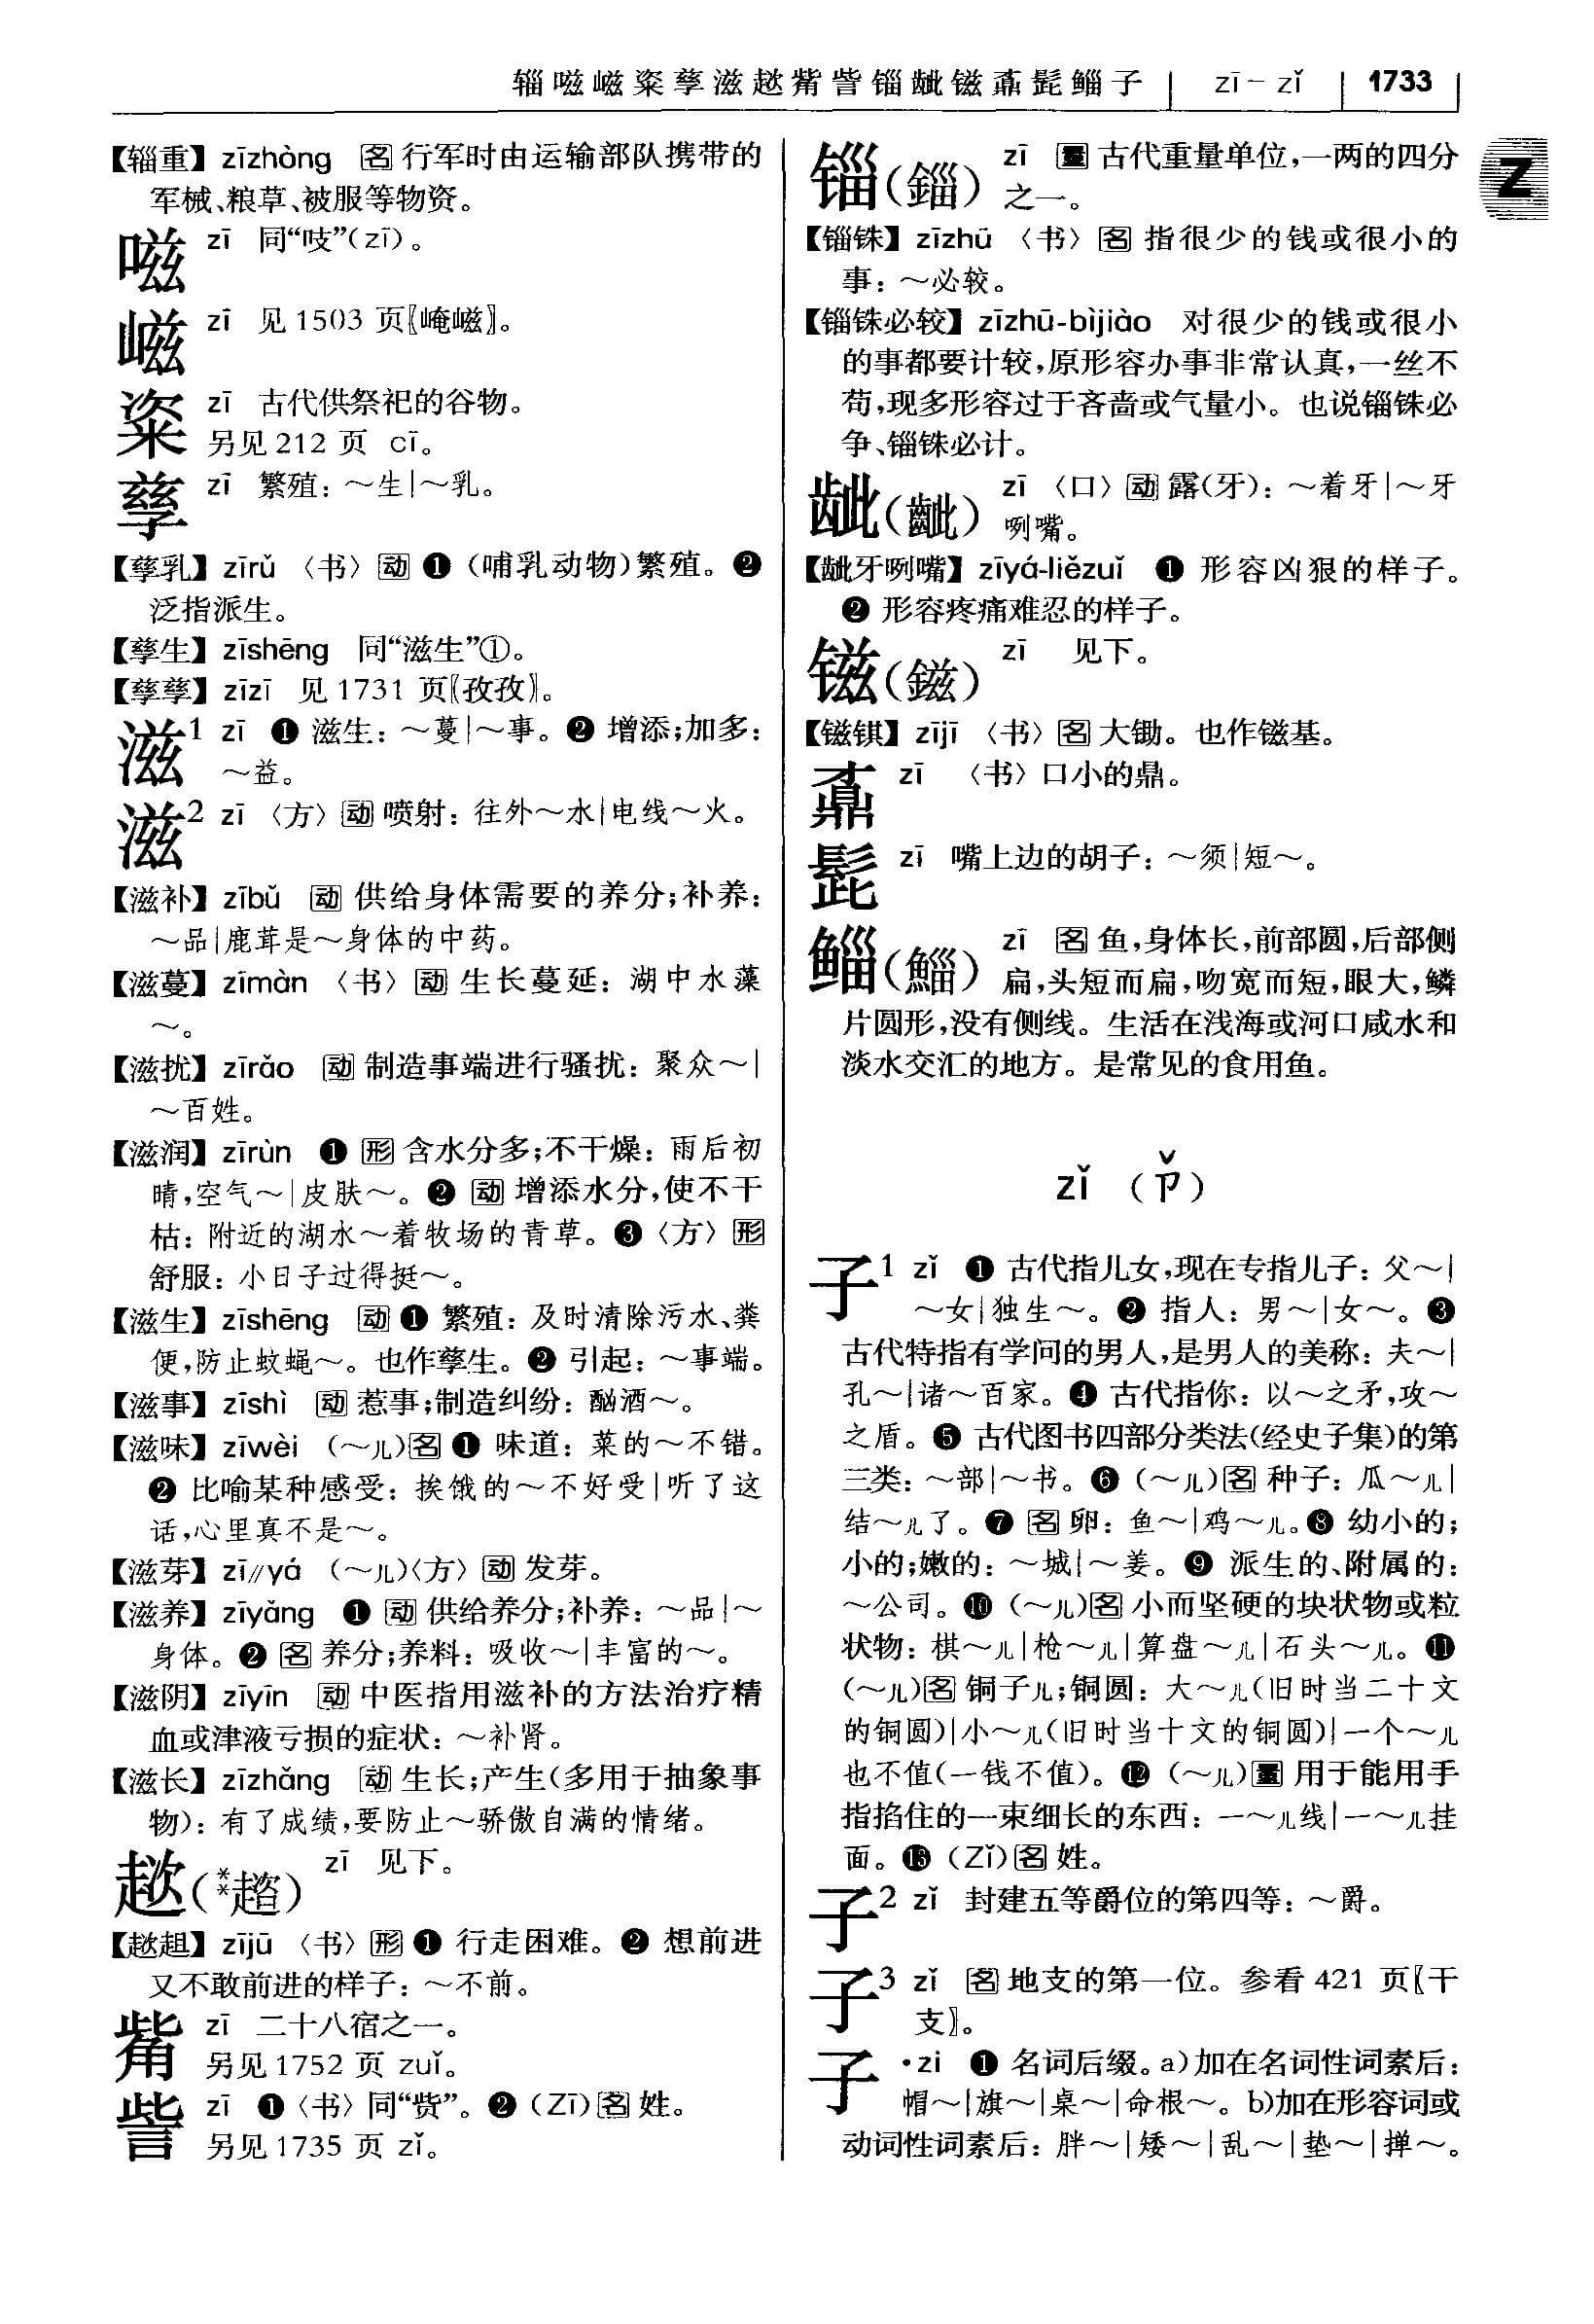 辎嗞嵫粢孳滋趑觜訾锱龇镃鼒髭鲻子 zī－zǐ 1733
Z
【辎重】zīzhòng 名 行军时由运输部队携带的
军械、粮草、被服等物资。
嗞 zī 同“吱”(zī)。
嵫 zī 见1503页〖崦嵫〗。
粢 zī 古代供祭祀的谷物。
另见212页 cī。
孳 zī 繁殖：～生|～乳。
【孳乳】zīrǔ 〈书〉动 ❶（哺乳动物）繁殖。❷
泛指派生。
【孳生】zīshēng 同“滋生”①。
【孳孳】zīzī 见1731页〖孜孜〗。
滋1 zī ❶ 滋生：～蔓|～事。❷ 增添;加多：
～益。
滋2 zī 〈方〉动 喷射：往外～水|电线～火。
【滋补】zībǔ 动 供给身体需要的养分;补养：
～品|鹿茸是～身体的中药。
【滋蔓】zīmàn 〈书〉动 生长蔓延：湖中水藻
～。
【滋扰】zīrǎo 动 制造事端进行骚扰：聚众～|
～百姓。
【滋润】zīrùn ❶ 形 含水分多;不干燥：雨后初
晴,空气～|皮肤～。❷ 动 增添水分,使不干
枯：附近的湖水～着牧场的青草。❸〈方〉形
舒服：小日子过得挺～。
【滋生】zīshēng 动 ❶ 繁殖：及时清除污水、粪
便,防止蚊蝇～。也作孳生。❷ 引起：～事端。
【滋事】zīshì 动 惹事;制造纠纷：酗酒～。
【滋味】zīwèi （～儿）名 ❶ 味道：菜的～不错。
❷ 比喻某种感受：挨饿的～不好受|听了这
话,心里真不是～。
【滋芽】zī//yá （～儿）〈方〉动 发芽。
【滋养】zīyǎng ❶ 动 供给养分;补养：～品|～
身体。❷ 名 养分;养料：吸收～|丰富的～。
【滋阴】zīyīn 动 中医指用滋补的方法治疗精
血或津液亏损的症状：～补肾。
【滋长】zīzhǎng 动 生长;产生(多用于抽象事
物)：有了成绩,要防止～骄傲自满的情绪。
趑(**趦) zī 见下。
【趑趄】zījū 〈书〉形 ❶ 行走困难。❷ 想前进
又不敢前进的样子：～不前。
觜 zī 二十八宿之一。
另见1752页 zuǐ。
訾 zī ❶〈书〉同“赀”。❷（Zī）名 姓。
另见1735页 zǐ。
锱(錙) zī 量 古代重量单位,一两的四分
之一。
【锱铢】zīzhū 〈书〉名 指很少的钱或很小的
事：～必较。
【锱铢必较】zīzhū-bìjiào 对很少的钱或很小
的事都要计较,原形容办事非常认真,一丝不
苟,现多形容过于吝啬或气量小。也说锱铢必
争、锱铢必计。
龇(齜) zī 〈口〉动 露(牙)：～着牙|～牙
咧嘴。
【龇牙咧嘴】zīyá-liězuǐ ❶ 形容凶狠的样子。
❷ 形容疼痛难忍的样子。
镃(鎡) zī 见下。
【镃錤】zījī 〈书〉名 大锄。也作镃基。
鼒 zī 〈书〉口小的鼎。
髭 zī 嘴上边的胡子：～须|短～。
鲻(鯔) zī 名 鱼,身体长,前部圆,后部侧
扁,头短而扁,吻宽而短,眼大,鳞
片圆形,没有侧线。生活在浅海或河口咸水和
淡水交汇的地方。是常见的食用鱼。
zǐ （ㄗˇ）
子1 zǐ ❶ 古代指儿女,现在专指儿子：父～|
～女|独生～。❷ 指人：男～|女～。❸
古代特指有学问的男人,是男人的美称：夫～|
孔～|诸～百家。❹ 古代指你：以～之矛,攻～
之盾。❺ 古代图书四部分类法(经史子集)的第
三类：～部|～书。❻（～儿）名 种子：瓜～儿|
结～儿了。❼ 名 卵：鱼～|鸡～儿。❽ 幼小的;
小的;嫩的：～城|～姜。❾ 派生的、附属的：
～公司。❿（～儿）名 小而坚硬的块状物或粒
状物：棋～儿|枪～儿|算盘～儿|石头～儿。⓫
（～儿）名 铜子儿;铜圆：大～儿(旧时当二十文
的铜圆)|小～儿(旧时当十文的铜圆)|一个～儿
也不值(一钱不值)。⓬（～儿）量 用于能用手
指掐住的一束细长的东西：一～儿线|一～儿挂
面。⓭（Zǐ）名 姓。
子2 zǐ 封建五等爵位的第四等：～爵。
子3 zǐ 名 地支的第一位。参看421页〖干
支〗。
子 ·zi ❶ 名词后缀。a)加在名词性词素后：
帽～|旗～|桌～|命根～。b)加在形容词或
动词性词素后：胖～|矮～|乱～|垫～|掸～。